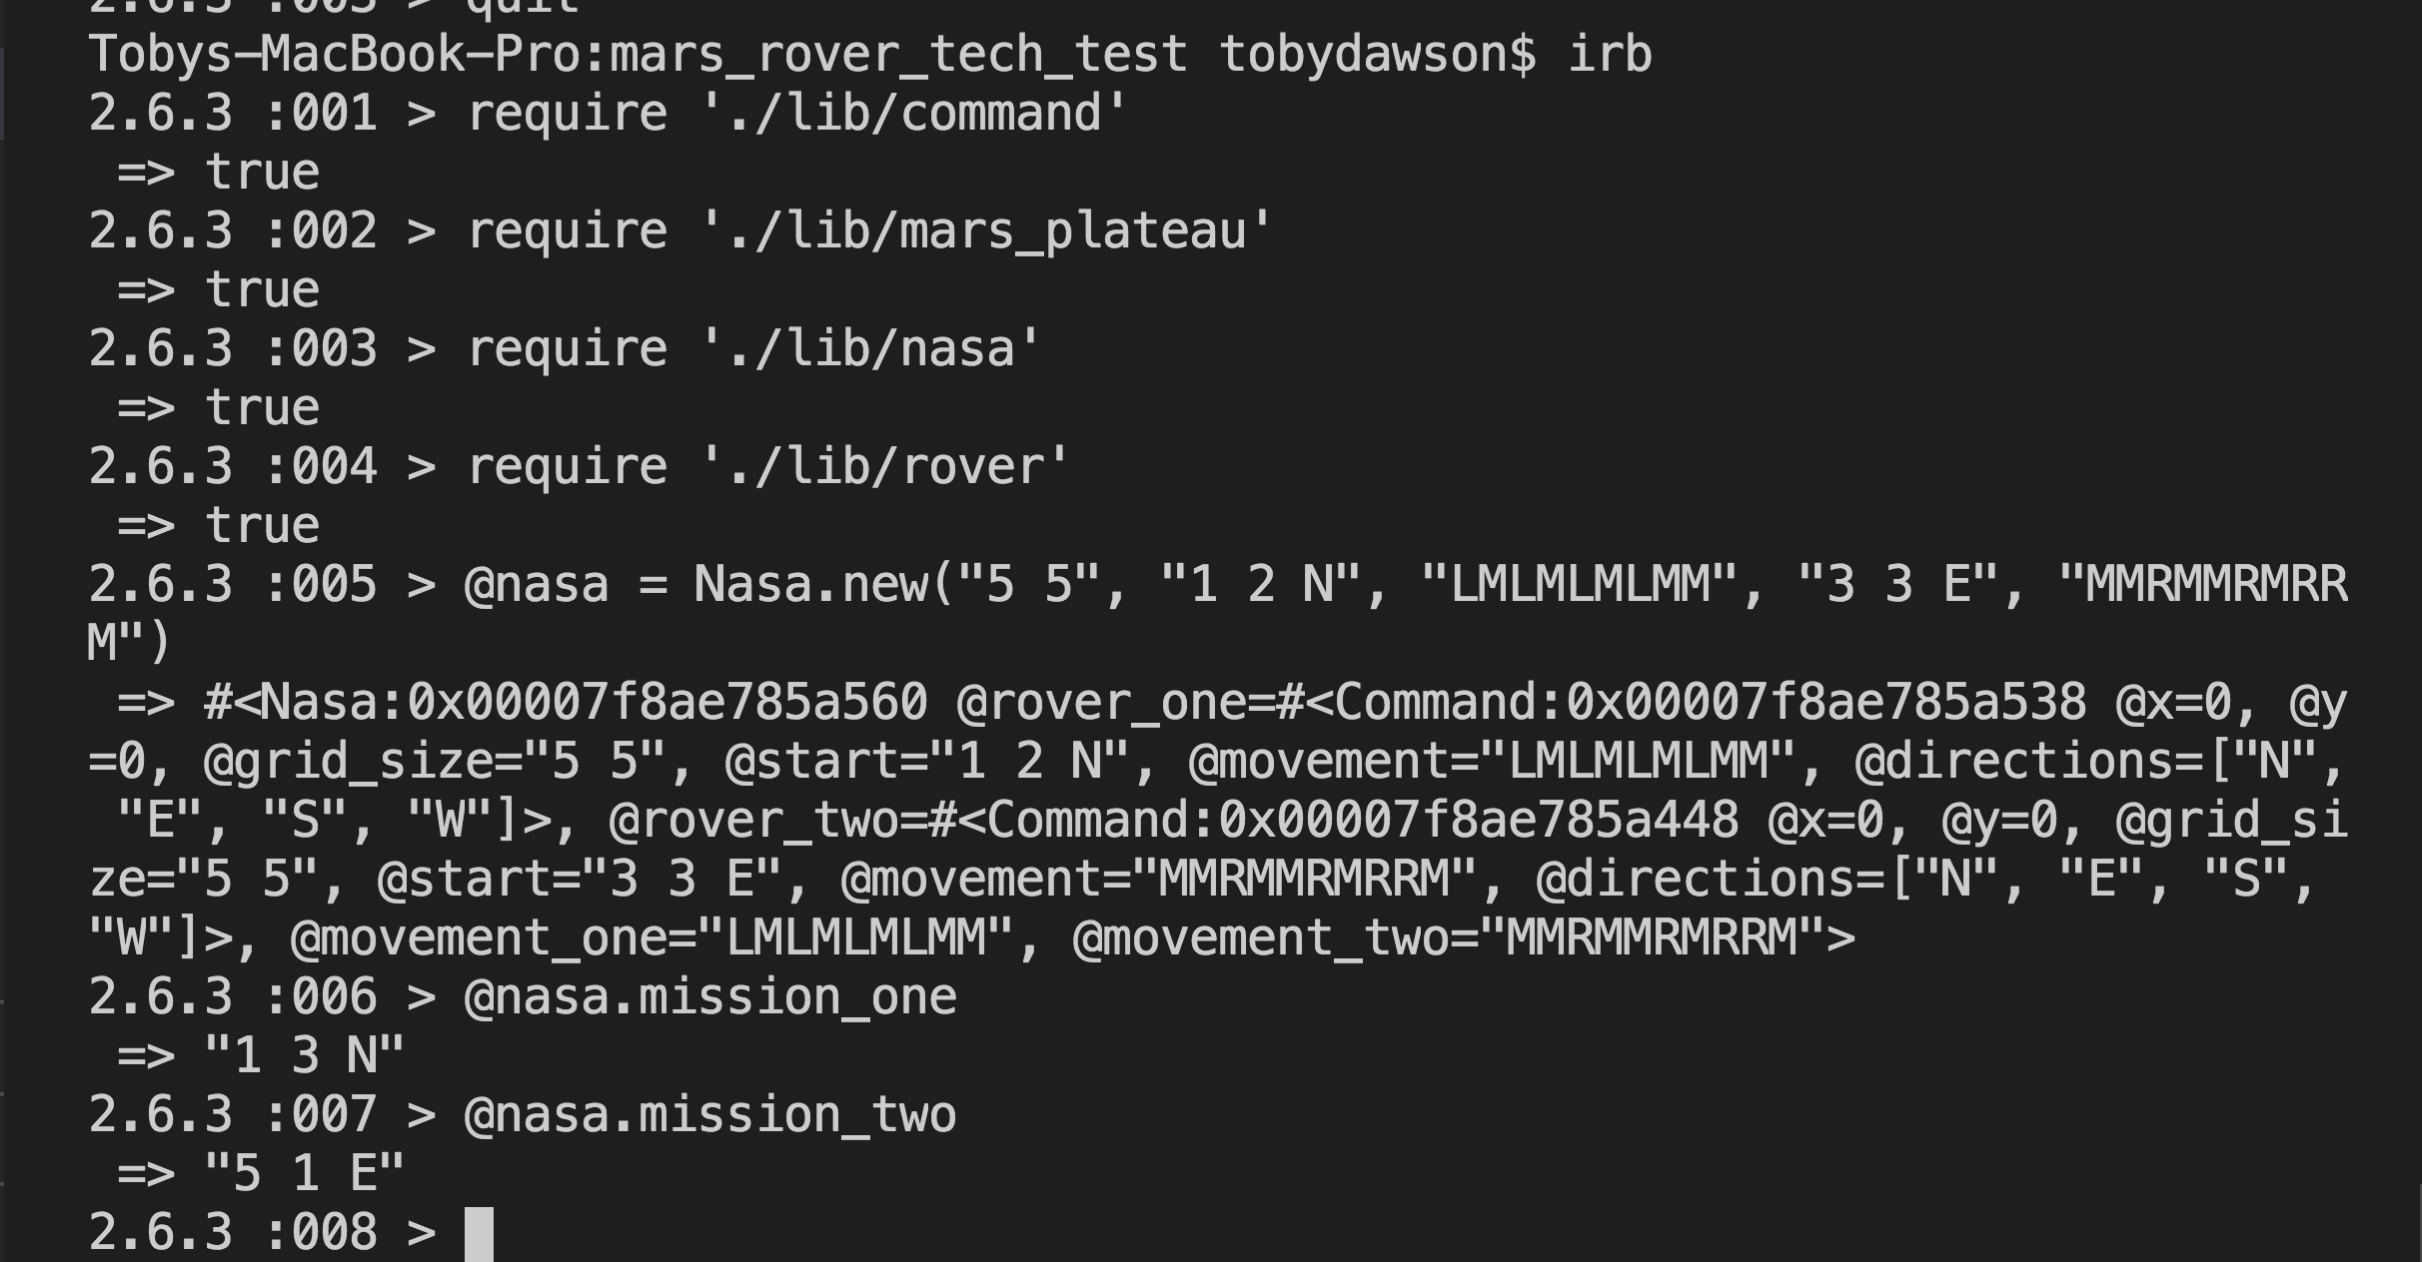 2.6.3 :003 > quit
Tobys-MacBook-Pro:mars_rover_tech_test tobydawson$ irb
2.6.3 :001 > require './lib/command'
 => true
2.6.3 :002 > require './lib/mars_plateau'
 => true
2.6.3 :003 > require './lib/nasa'
 => true
2.6.3 :004 > require './lib/rover'
 => true
2.6.3 :005 > @nasa = Nasa.new("5 5", "1 2 N", "LMLMLMLMM", "3 3 E", "MMRMMRMRR
M")
 => #<Nasa:0x00007f8ae785a560 @rover_one=#<Command:0x00007f8ae785a538 @x=0, @y
=0, @grid_size="5 5", @start="1 2 N", @movement="LMLMLMLMM", @directions=["N",
 "E", "S", "W"]>, @rover_two=#<Command:0x00007f8ae785a448 @x=0, @y=0, @grid_si
ze="5 5", @start="3 3 E", @movement="MMRMMRMRRM", @directions=["N", "E", "S",
"W"]>, @movement_one="LMLMLMLMM", @movement_two="MMRMMRMRRM">
2.6.3 :006 > @nasa.mission_one
 => "1 3 N"
2.6.3 :007 > @nasa.mission_two
 => "5 1 E"
2.6.3 :008 >